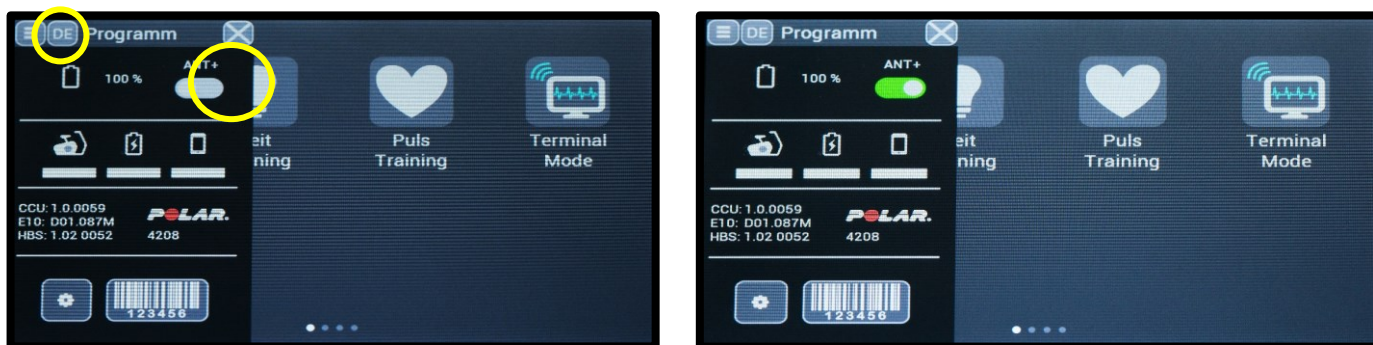 DE Programm
100 %
ANT+
eit
ning
Puls
Training
Terminal
Mode
CCU: 1.0.0059
E10: D01.087M
HBS: 1.02 0052
POLAR.
4208
123456
DE Programm
100 %
ANT+
eit
ning
Puls
Training
Terminal
Mode
CCU: 1.0.0059
E10: D01.087M
HBS: 1.02 0052
POLAR.
4208
123456